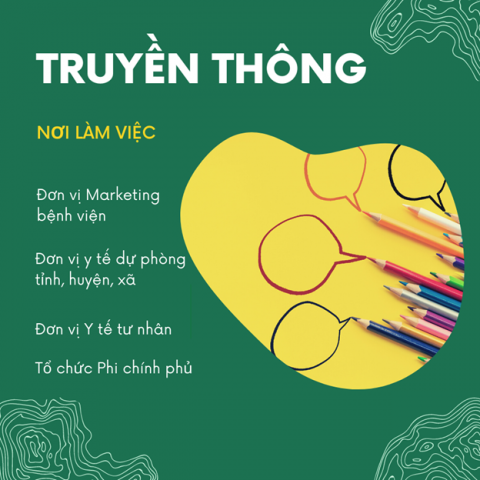 TRUYỀN THÔNG
NƠI LÀM VIỆC
Đơn vị Marketing
bệnh viện
Đơn vị y tế dự phòng
tỉnh, huyện, xã
Đơn vị Y tế tư nhân
Tổ chức Phi chính phủ